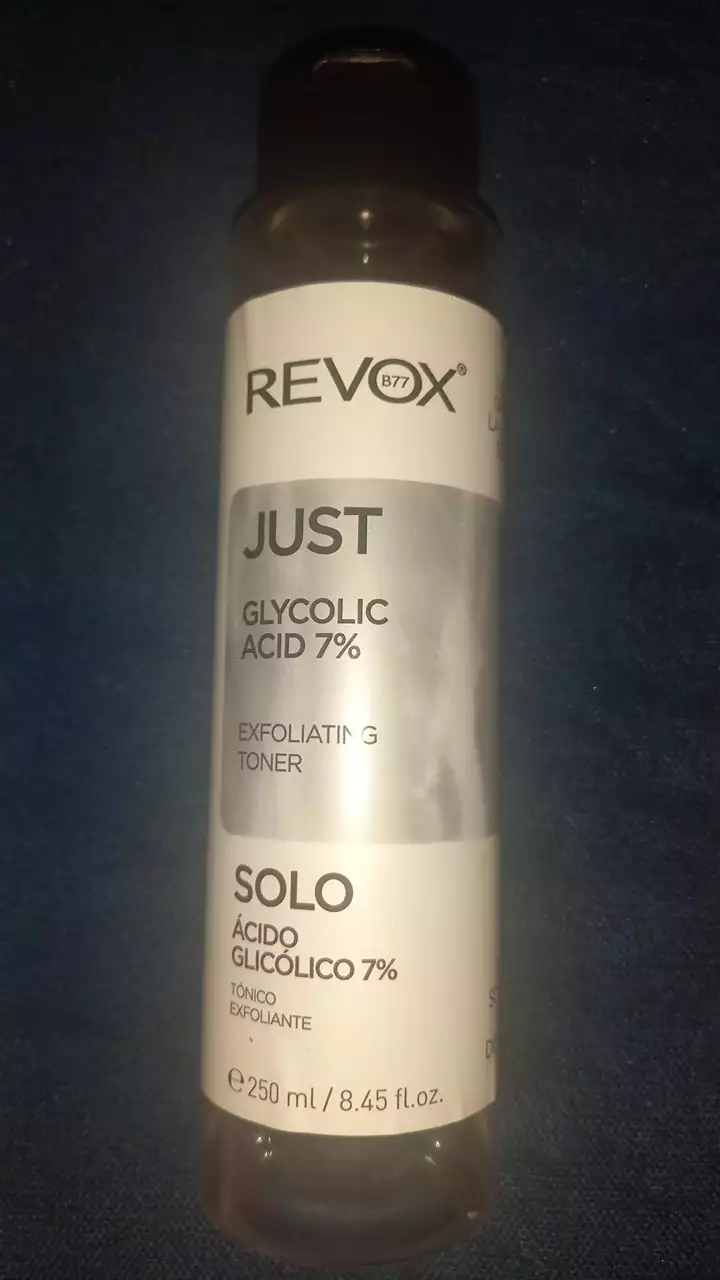 REVOX®
B77
JUST
GLYCOLIC
ACID 7%
EXFOLIATING
TONER
SOLO
ÁCIDO
GLICÓLICO 7%
TÓNICO
EXFOLIANTE
℮250 ml / 8.45 fl.oz.